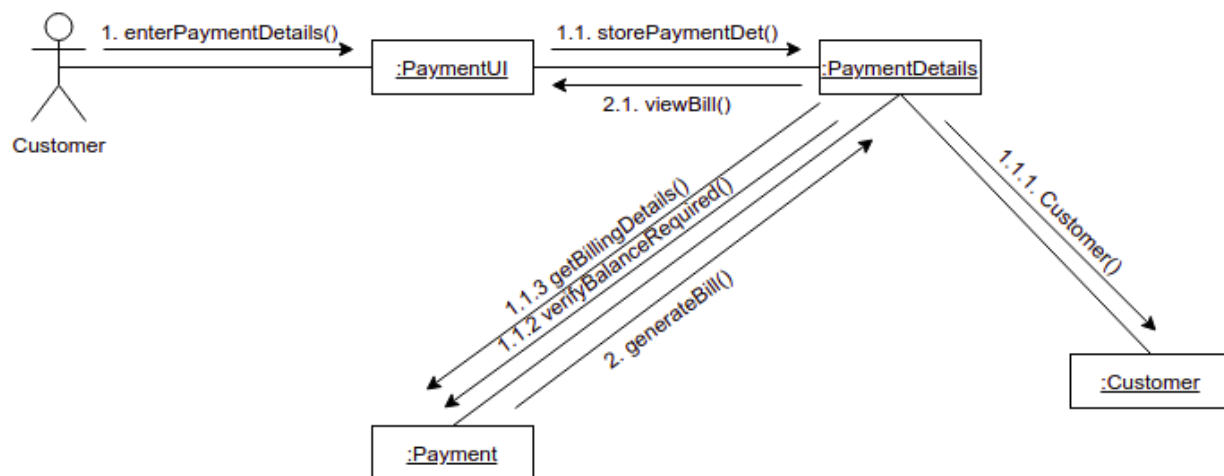 1. enterPaymentDetails()
1.1. storePaymentDet()
:PaymentUI
:PaymentDetails
2.1. viewBill()
Customer
1.1.1. Customer()
1.1.3 getBillingDetails()
1.1.2 verifyBalanceRequired()
2. generateBill()
:Customer
:Payment